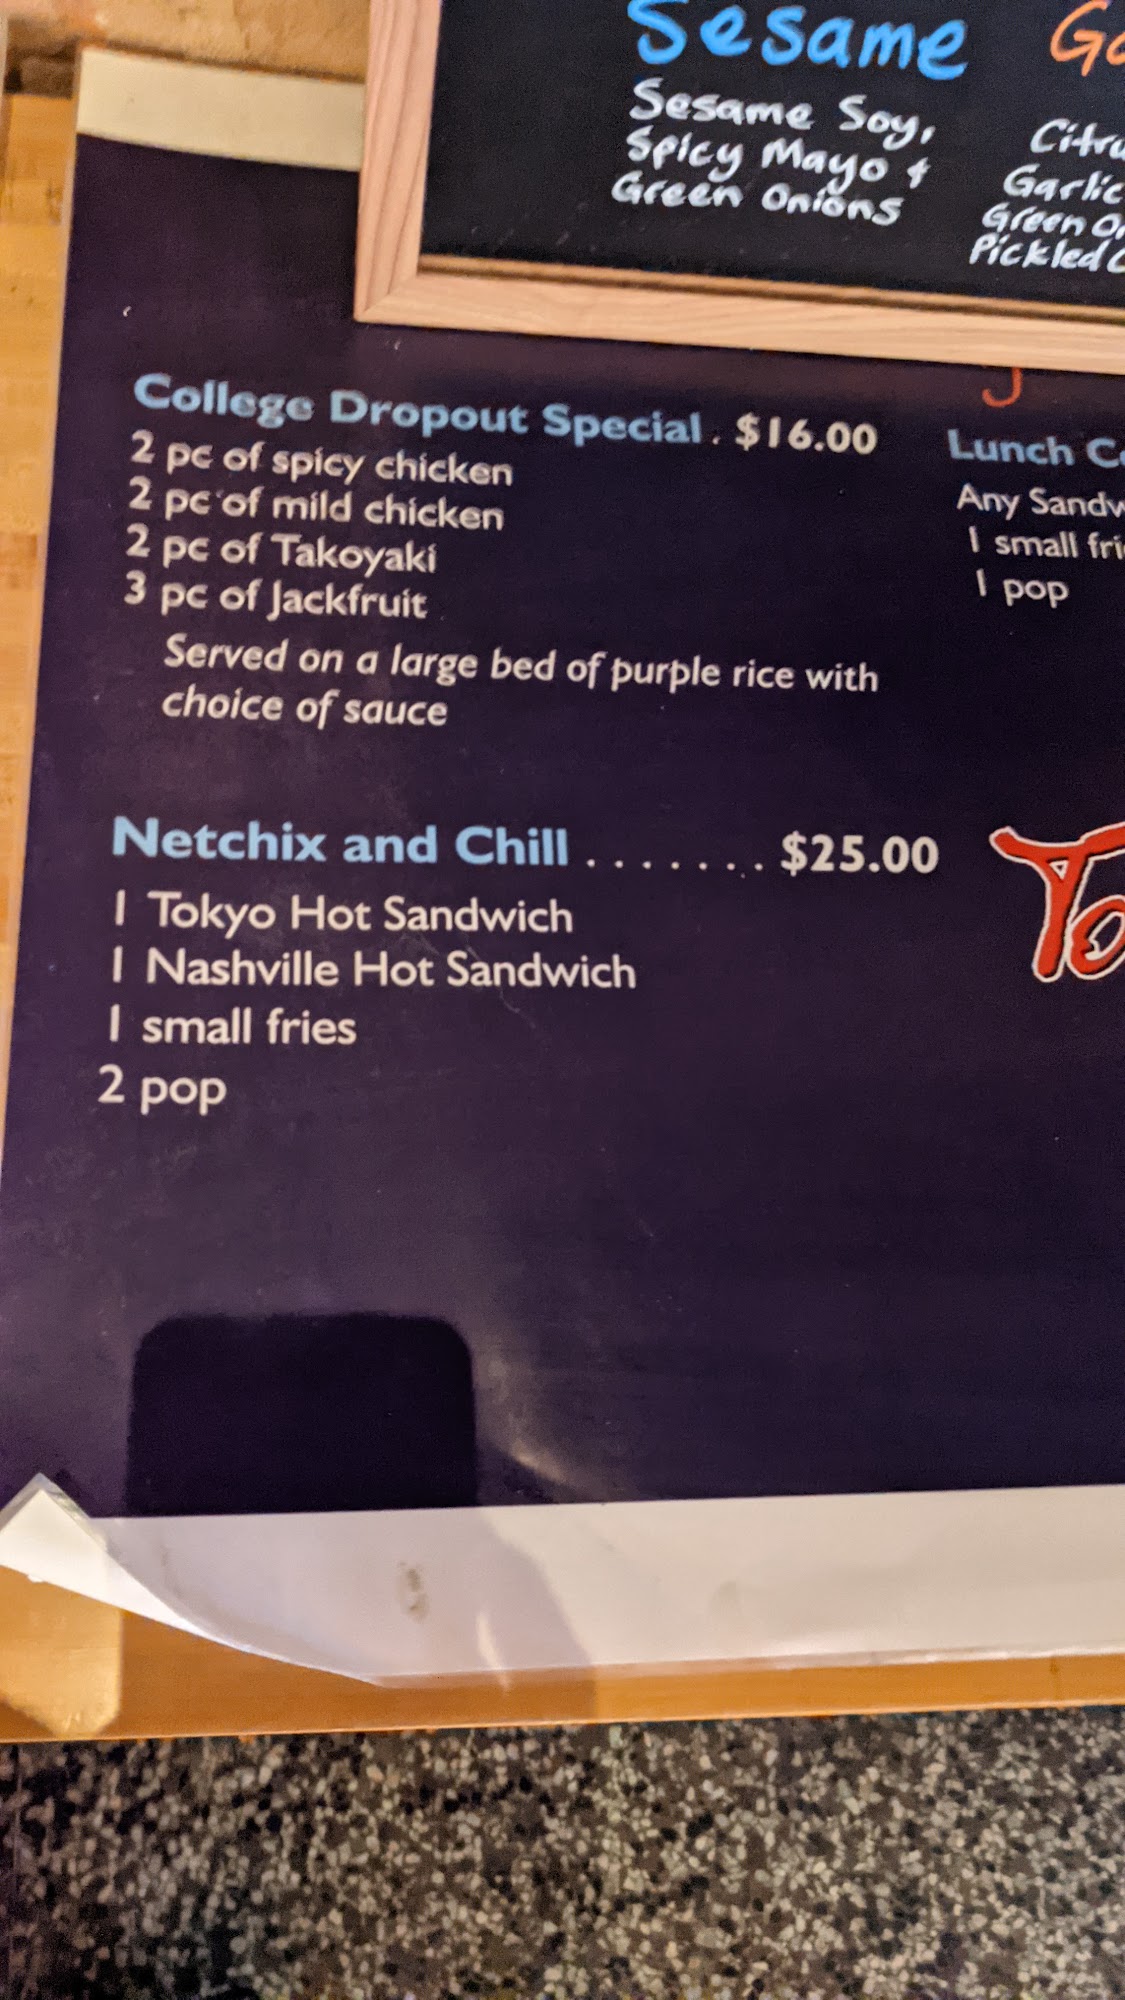 Sesame
Sesame Soy,
Spicy Mayo &
Green Onions
Garlic
Green
Pickled
College Dropout Special . $16.00
2 pc of spicy chicken
2 pc of mild chicken
2 pc of Takoyaki
3 pc of Jackfruit
Served on a large bed of purple rice with
choice of sauce
Lunch
Any
1 small
1 pop
Netchix and Chill . . . . . . . $25.00
1 Tokyo Hot Sandwich
1 Nashville Hot Sandwich
1 small fries
2 pop